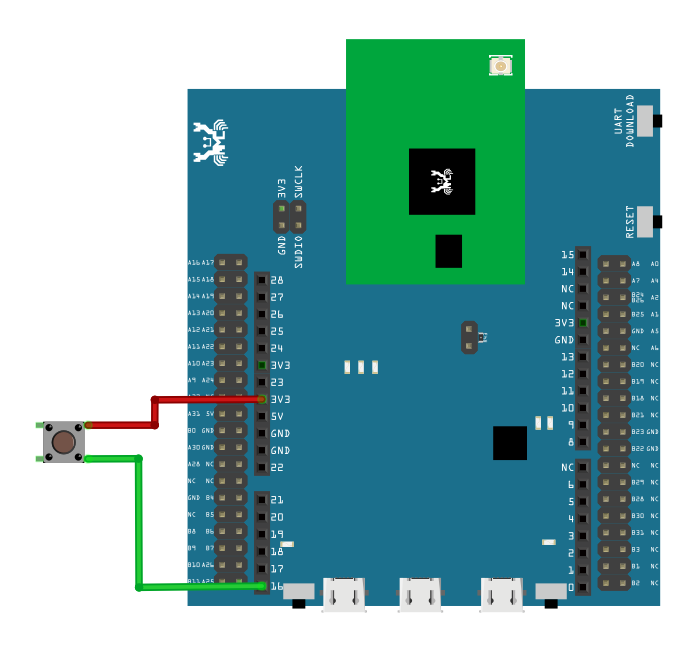 UART
DOWNLOAD
RESET
3V3 SWCLK
GND SWDIO
A16 A17
A15 A18 28
A14 A19 27
A13 A20 26
A12 A21 25
A11 A22 24
A10 A23 3V3
A9 A24 23
3V3
A31 5V 5V
B0 GND GND
A30 GND GND
A28 NC 22
NC NC
GND B4 21
NC B5 20
B8 B6 19
B9 B7 18
B10 A26 17
B11 A25 16
15 A8 A0
14 A7 A4
NC B24 B26 A2
NC B25 A1
3V3 GND A5
GND NC A6
13 B20 NC
12 B19 NC
11 B18 NC
10 B21 NC
9 B23 GND
8 B22 GND
NC NC NC
6 B29 NC
5 B28 NC
4 B30 NC
3 B31 NC
2 B3 NC
1 B1 NC
0 B2 NC